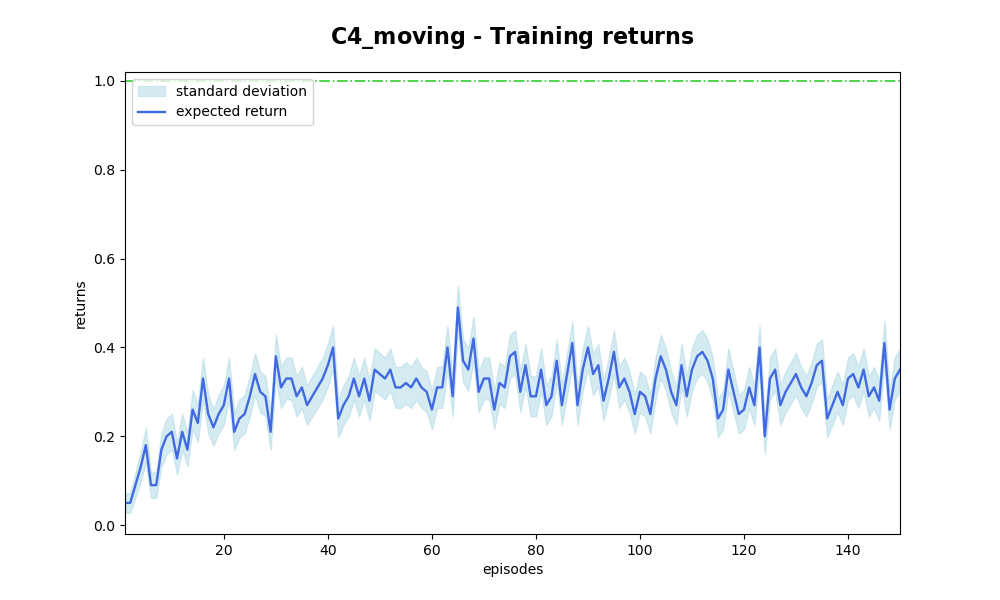 C4_moving - Training returns
standard deviation
expected return
1.0
0.8
0.6
0.4
0.2
0.0
returns
20 40 60 80 100 120 140
episodes